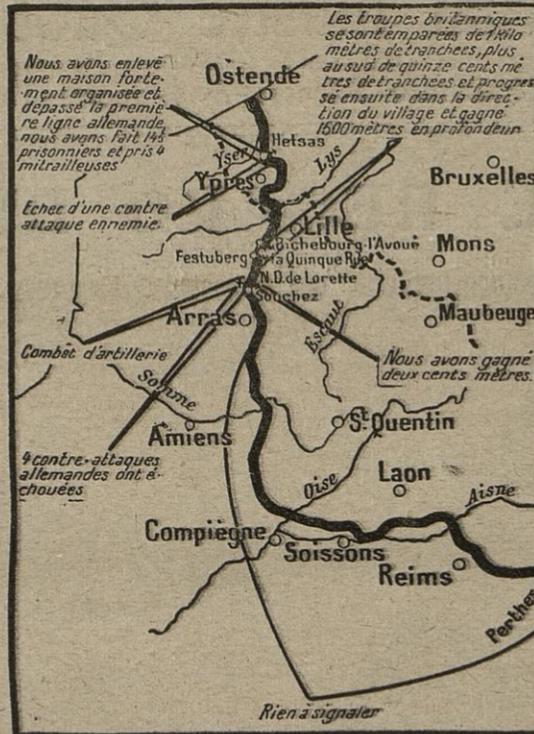 Les troupes britanniques
se sont emparées de 1 kilo
mètres de tranchées, plus
au sud de quinze cents mè
tres de tranchées et progres
sé ensuite dans la direc-
tion du village et gagné
1600 mètres en profondeur
Nous avons enlevé
une maison forte-
ment organisée et
dépassé la premiè
re ligne allemande,
nous avons fait 145
prisonniers et pris 4
mitrailleuses
Ostende
Hetsas
Yser
Lys
Ypres
Bruxelles
Echec d'une contre
attaque ennemie.
Lille
Richebourg-l'Avoué
Festuberg
la Quinque Rue
Mons
N.D. de Lorette
Souchez
Arras
Escaut
Maubeuge
Combat d'artillerie
Nous avons gagné
deux cents mètres.
Somme
Amiens
St Quentin
4 contre-attaques
allemandes ont é-
chouées
Oise
Laon
Aisne
Compiègne
Soissons
Reims
Perthes
Rien à signaler